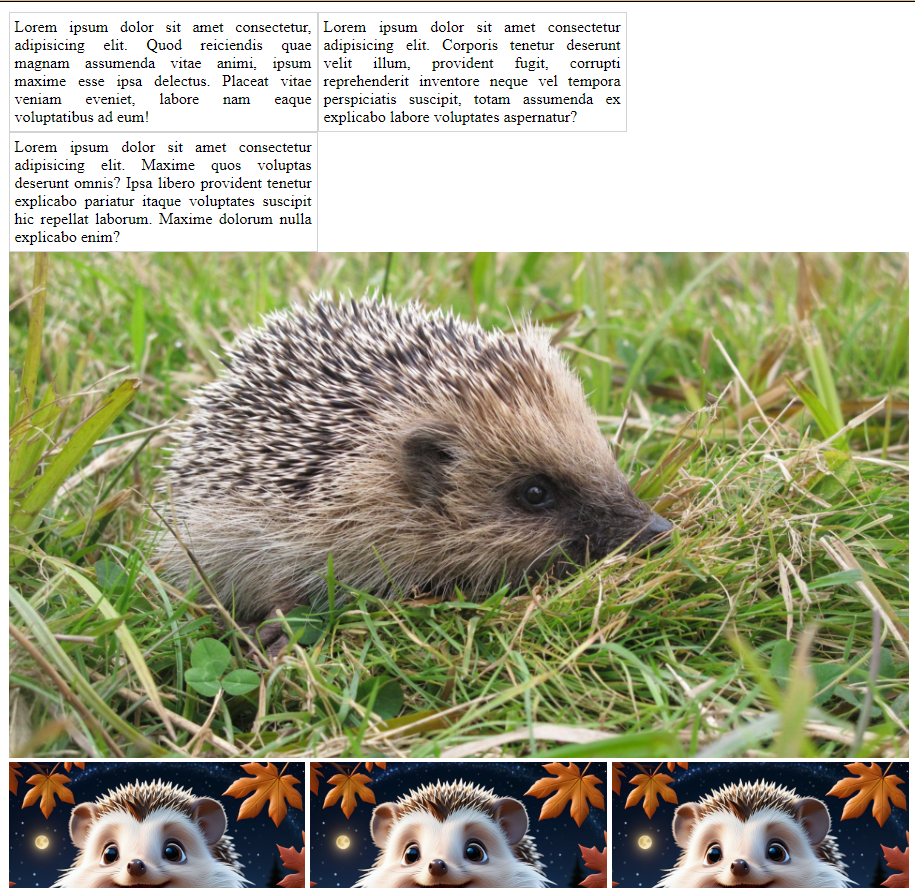 Lorem ipsum dolor sit amet consectetur,
adipisicing elit. Quod reiciendis quae
magnam assumenda vitae animi, ipsum
maxime esse ipsa delectus. Placeat vitae
veniam eveniet, labore nam eaque
voluptatibus ad eum!
Lorem ipsum dolor sit amet consectetur
adipisicing elit. Corporis tenetur deserunt
velit illum, provident fugit, corrupti
reprehenderit inventore neque vel tempora
perspiciatis suscipit, totam assumenda ex
explicabo labore voluptates aspernatur?
Lorem ipsum dolor sit amet consectetur
adipisicing elit. Maxime quos voluptas
deserunt omnis? Ipsa libero provident tenetur
explicabo pariatur itaque voluptates suscipit
hic repellat laborum. Maxime dolorum nulla
explicabo enim?